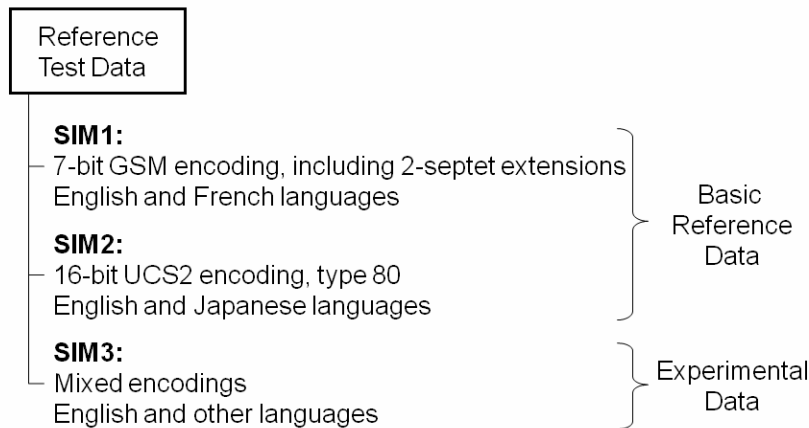 Reference
Test Data
SIM1:
7-bit GSM encoding, including 2-septet extensions
English and French languages
SIM2:
16-bit UCS2 encoding, type 80
English and Japanese languages
Basic
Reference
Data
SIM3:
Mixed encodings
English and other languages
Experimental
Data